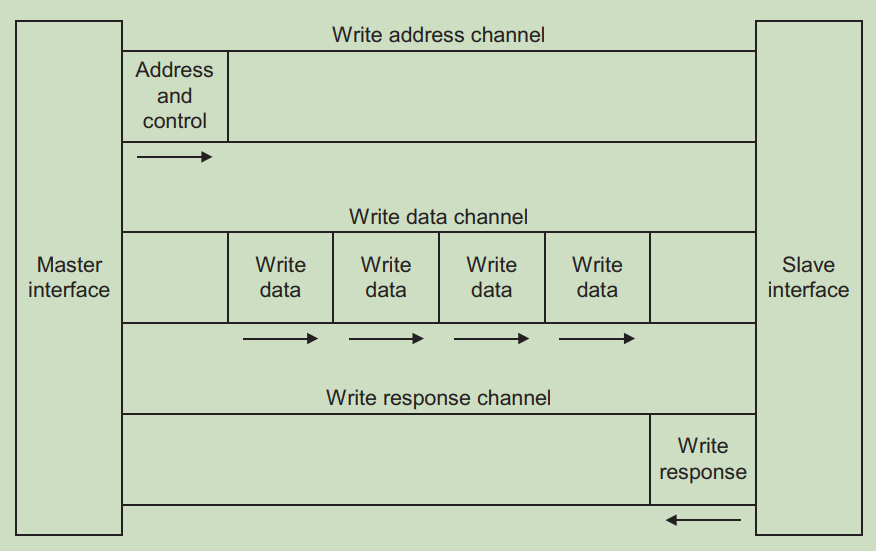 Write address channel
Address
and
control
Write data channel
Master
interface
Write
data
Write
data
Write
data
Write
data
Slave
interface
Write response channel
Write
response